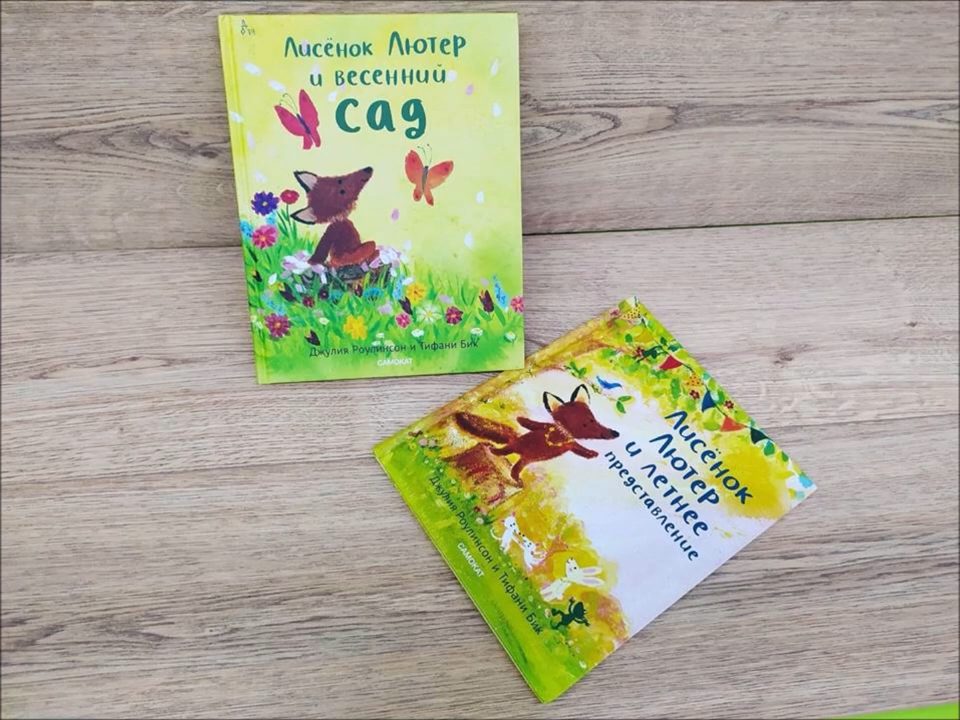 Лисёнок Лютер
и весенний
сад
Джулия Роулинсон и Тифани Бик
САМОКАТ
Лисёнок
Лютер
и летнее
представление
Джулия Роулинсон и Тифани Бик
САМОКАТ